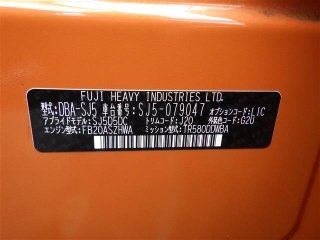 FUJI HEAVY INDUSTRIES LTD.
型式: DBA-SJ5 車台番号: SJ5-079047 オプションコード: L1C
アプライドモデル: SJ5D5DC トリムコード: J20 外装色コード: G2U
エンジン型式: FB20ASZHWA ミッション型式: TR580DDWBA